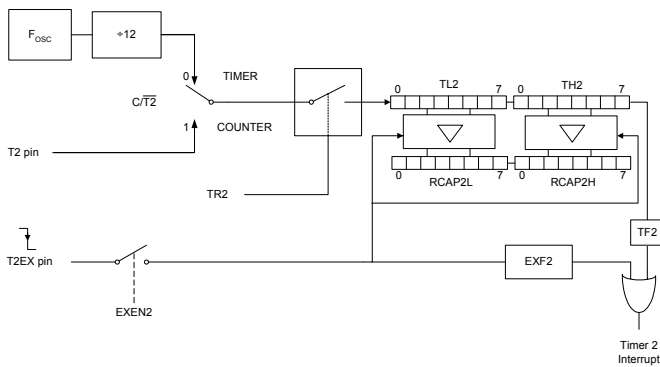 FOSC
÷12
0
TIMER
C/T2
1
COUNTER
T2 pin
TR2
0
TL2
7
0
TH2
7
0
RCAP2L
7
0
RCAP2H
7
TF2
T2EX pin
EXEN2
EXF2
Timer 2
Interrupt